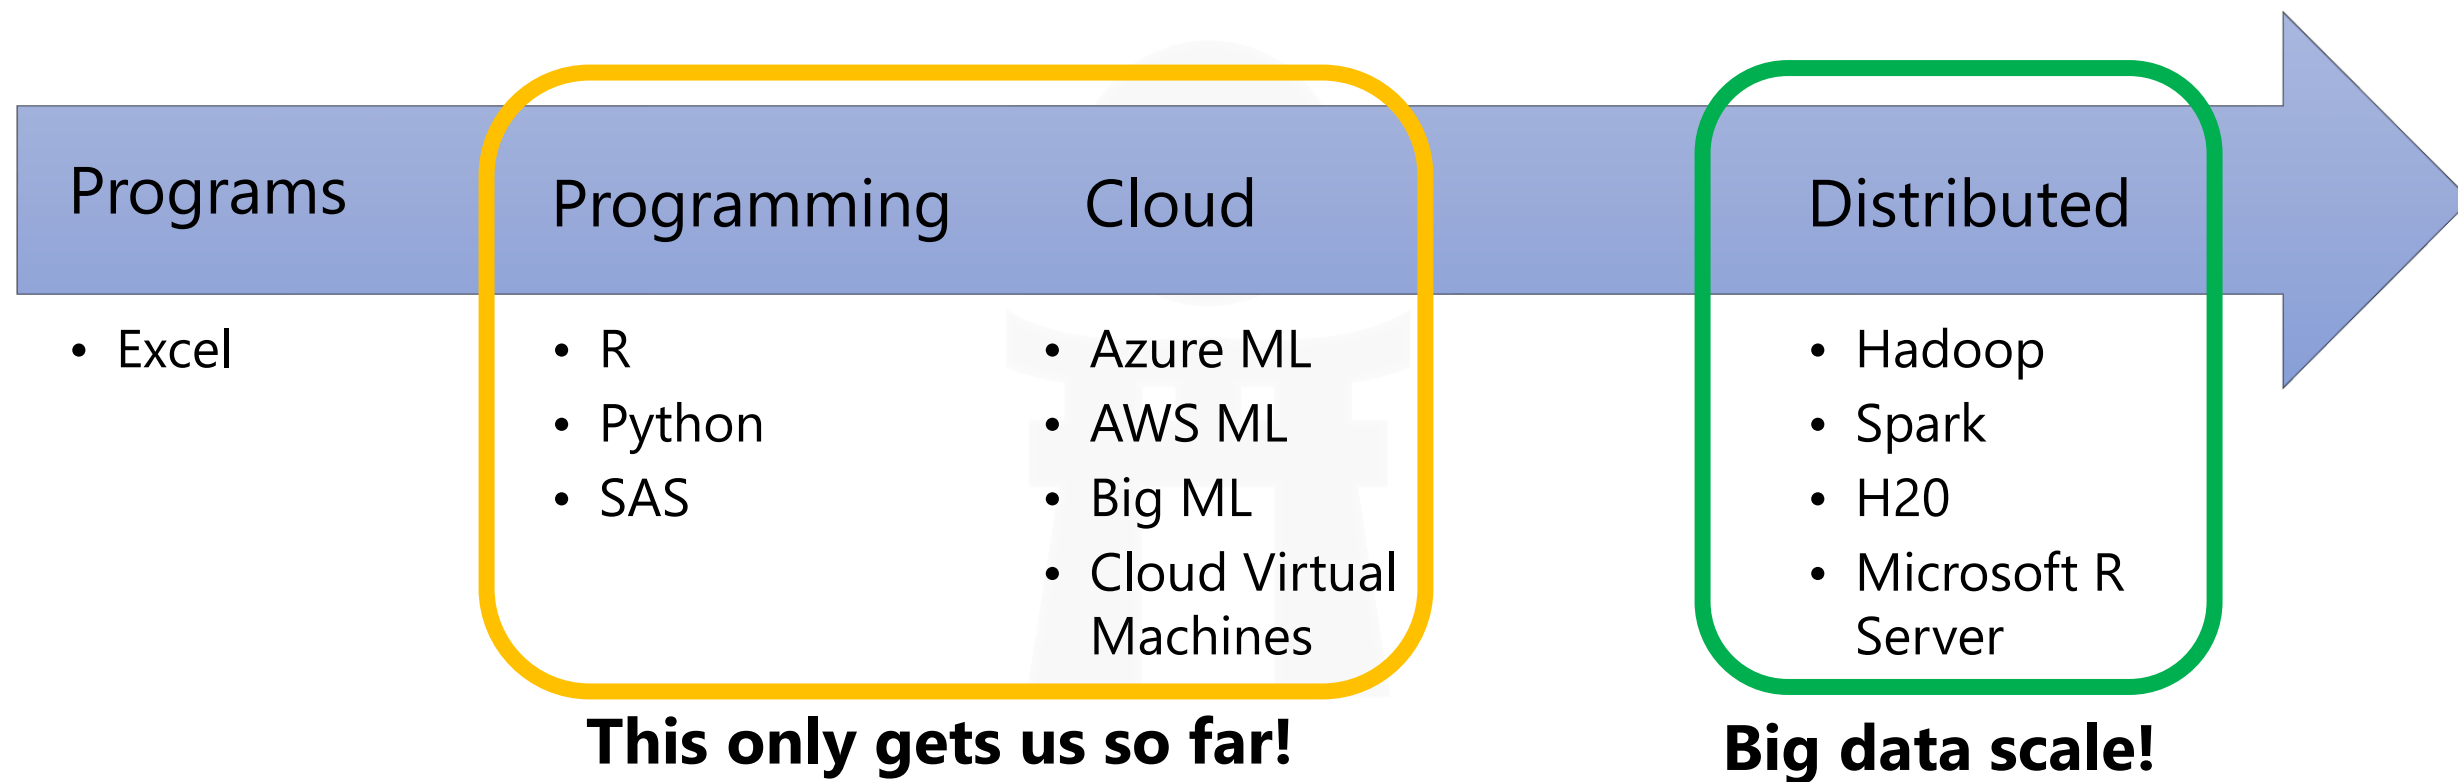 Programs
Programming
Cloud
Distributed
• Excel
• R
• Python
• SAS
• Azure ML
• AWS ML
• Big ML
• Cloud Virtual
Machines
• Hadoop
• Spark
• H20
• Microsoft R
Server
This only gets us so far!
Big data scale!